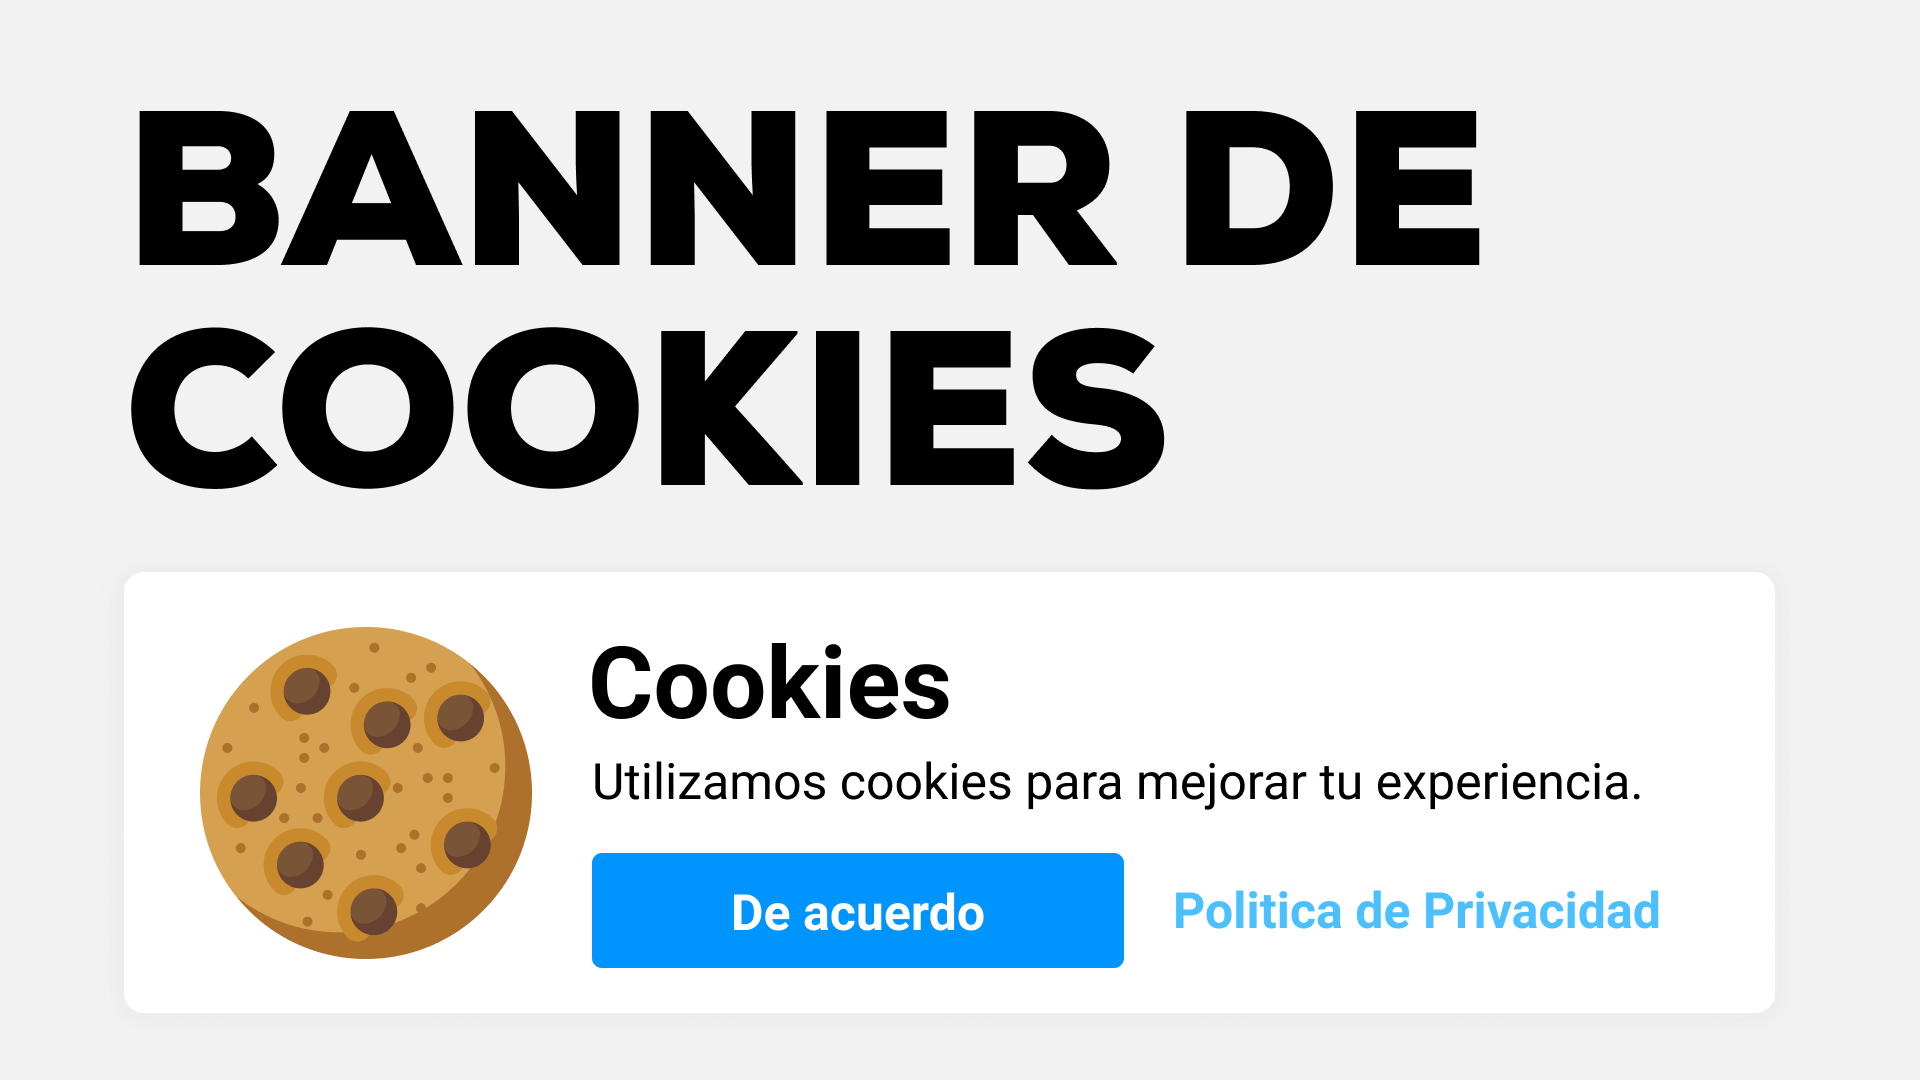 BANNER DE
COOKIES
Cookies
Utilizamos cookies para mejorar tu experiencia.
De acuerdo
Politica de Privacidad